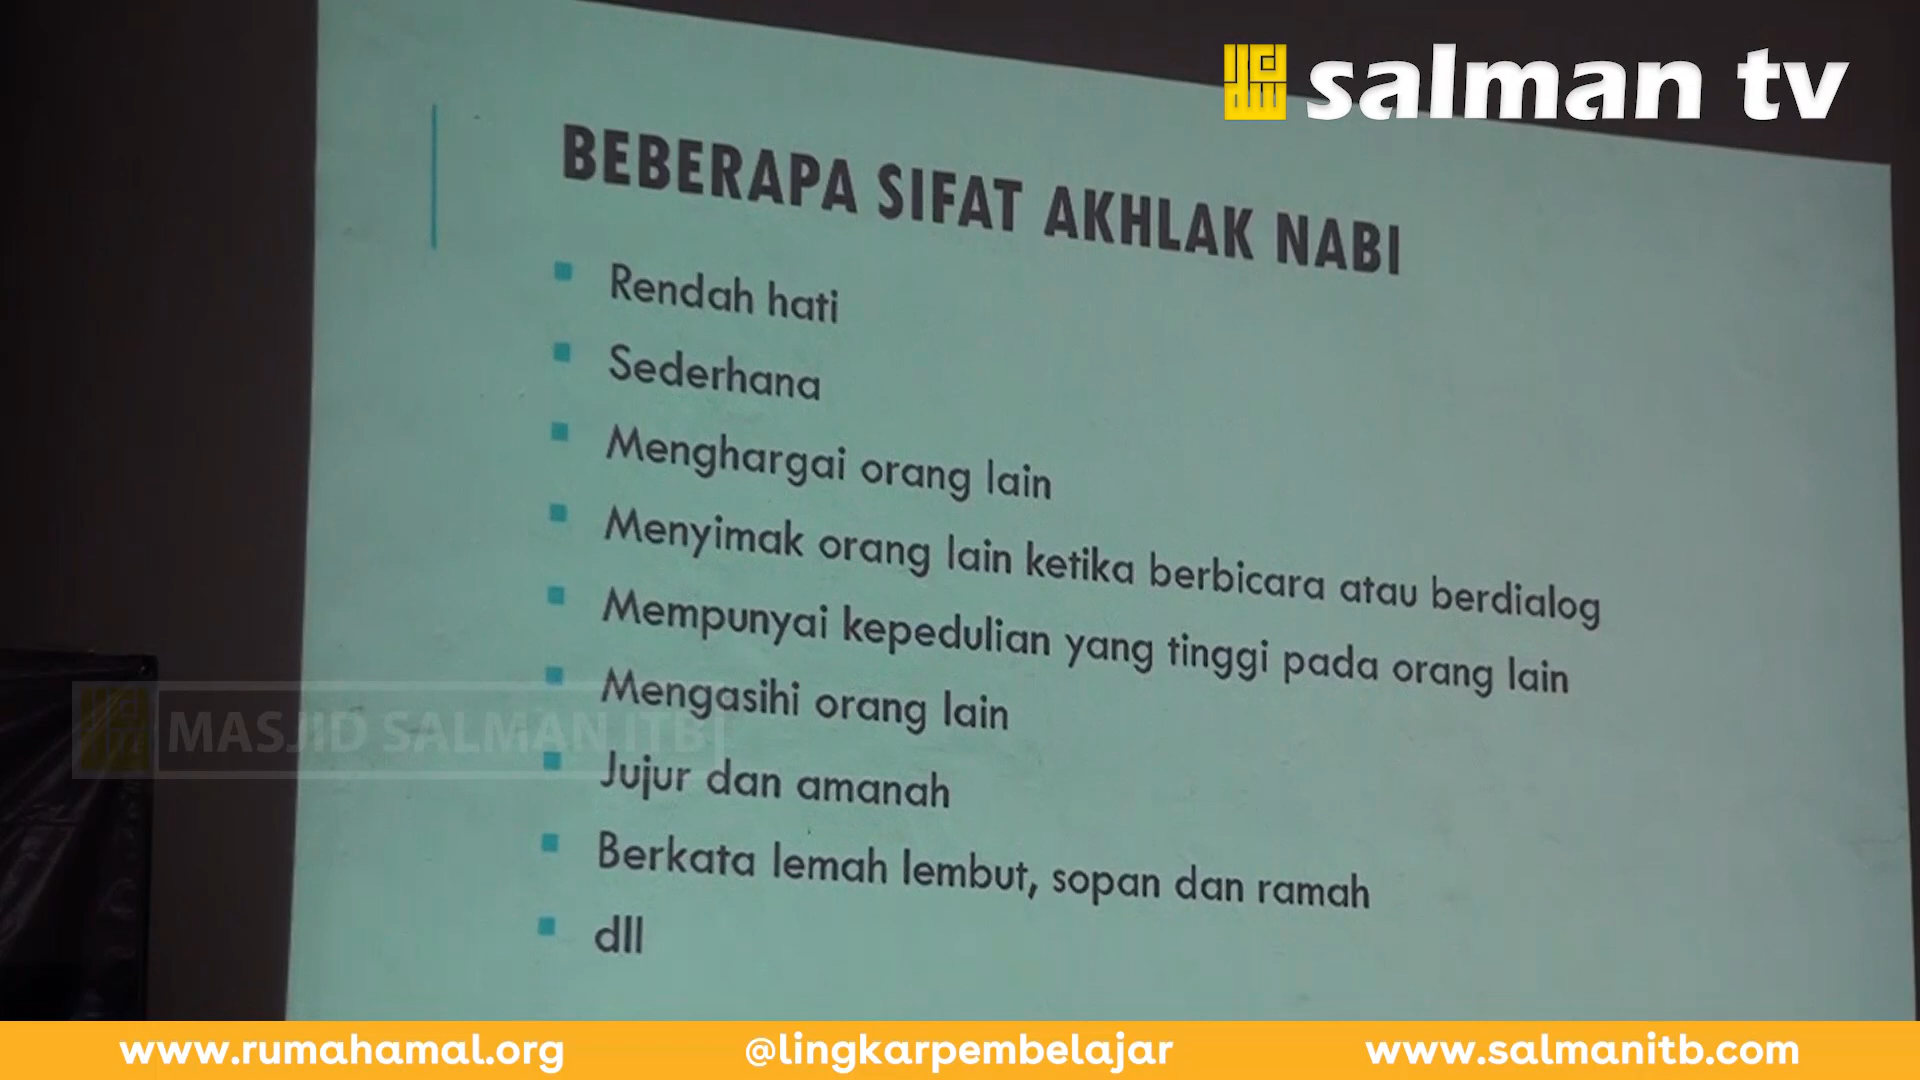 salman tv
BEBERAPA SIFAT AKHLAK NABI
Rendah hati
Sederhana
Menghargai orang lain
Menyimak orang lain ketika berbicara atau berdialog
Mempunyai kepedulian yang tinggi pada orang lain
Mengasihi orang lain
MASJID SALMAN ITB
Jujur dan amanah
Berkata lemah lembut, sopan dan ramah
dll
www.rumahamal.org
@lingkarpembelajar
www.salmanitb.com